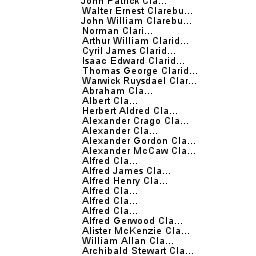 John Patrick Cla...
Walter Ernest Clarebu...
John William Clarebu...
Norman Clari...
Arthur William Clarid...
Cyril James Clarid...
Isaac Edward Clarid...
Thomas George Clarid...
Warwick Ruysdael Clar...
Abraham Cla...
Albert Cla...
Herbert Aldred Cla...
Alexander Crago Cla...
Alexander Cla...
Alexander Gordon Cla...
Alexander McCaw Cla...
Alfred Cla...
Alfred James Cla...
Alfred Henry Cla...
Alfred Cla...
Alfred Cla...
Alfred Cla...
Alfred Gerwood Cla...
Alister McKenzie Cla...
William Allan Cla...
Archibald Stewart Cla...